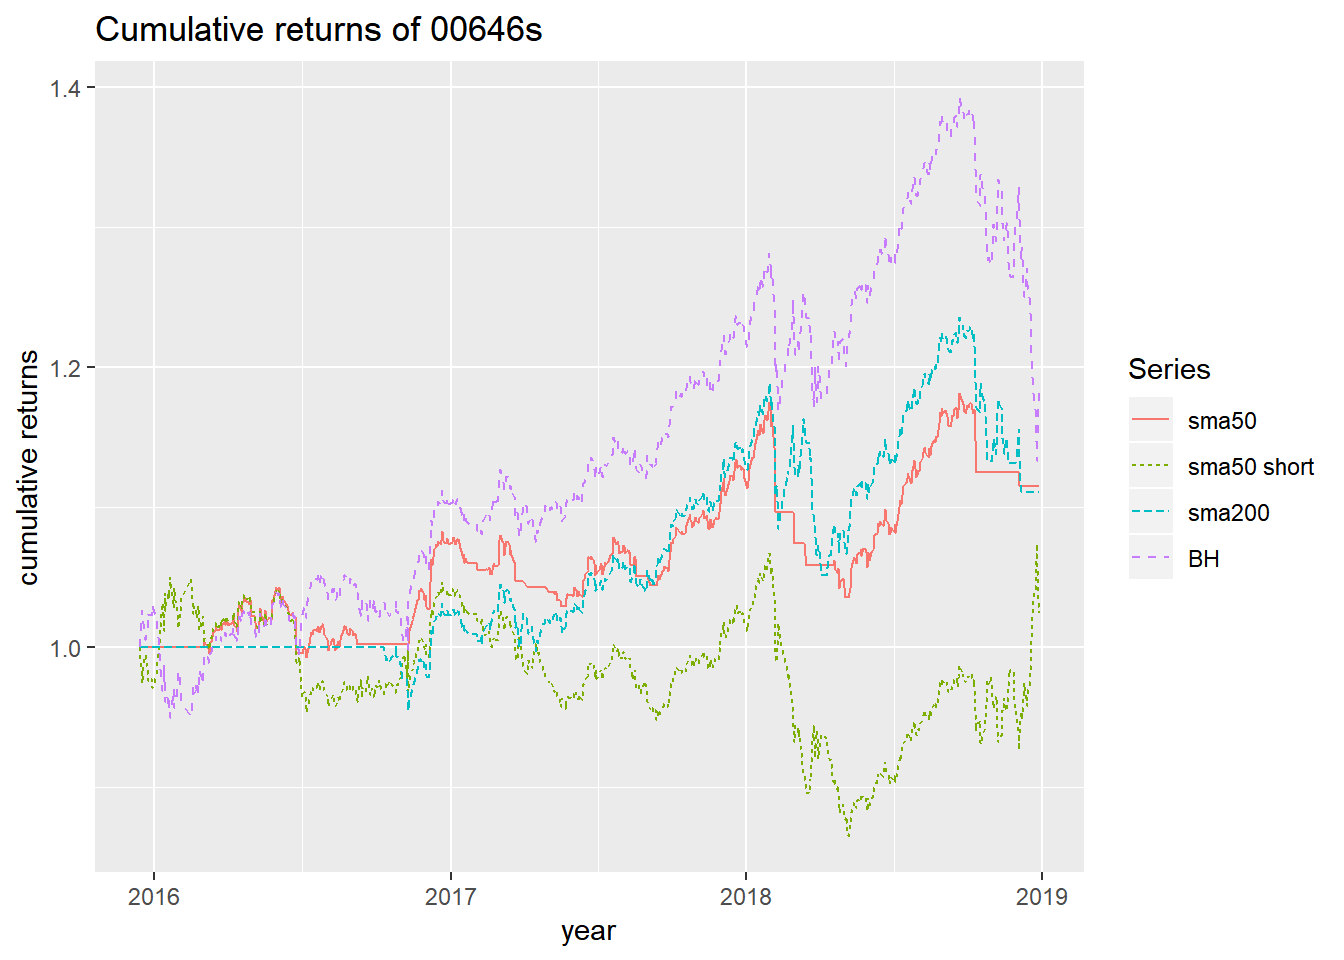 Cumulative returns of 00646s
cumulative returns
1.4
1.2
1.0
2016 2017 2018 2019
year
Series
sma50
sma50 short
sma200
BH